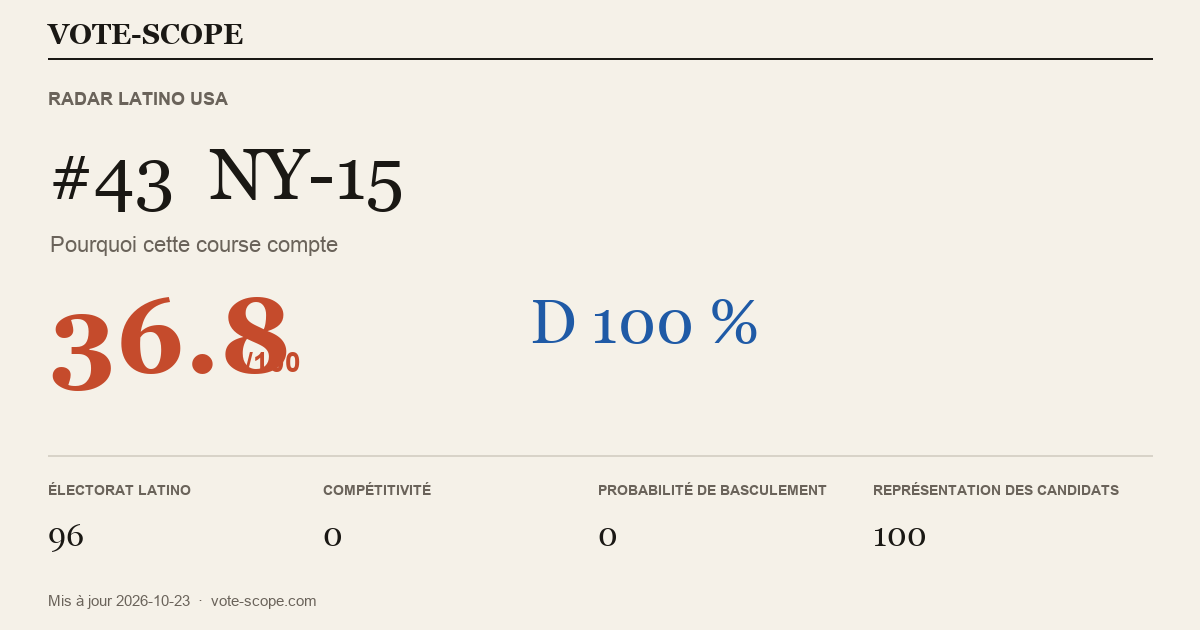 VOTE-SCOPE
RADAR LATINO USA
#43 NY-15
Pourquoi cette course compte
36.8 /100 D 100 %
ÉLECTORAT LATINO COMPÉTITIVITÉ PROBABILITÉ DE BASCULEMENT REPRÉSENTATION DES CANDIDATS
96 0 0 100
Mis à jour 2026-10-23 · vote-scope.com